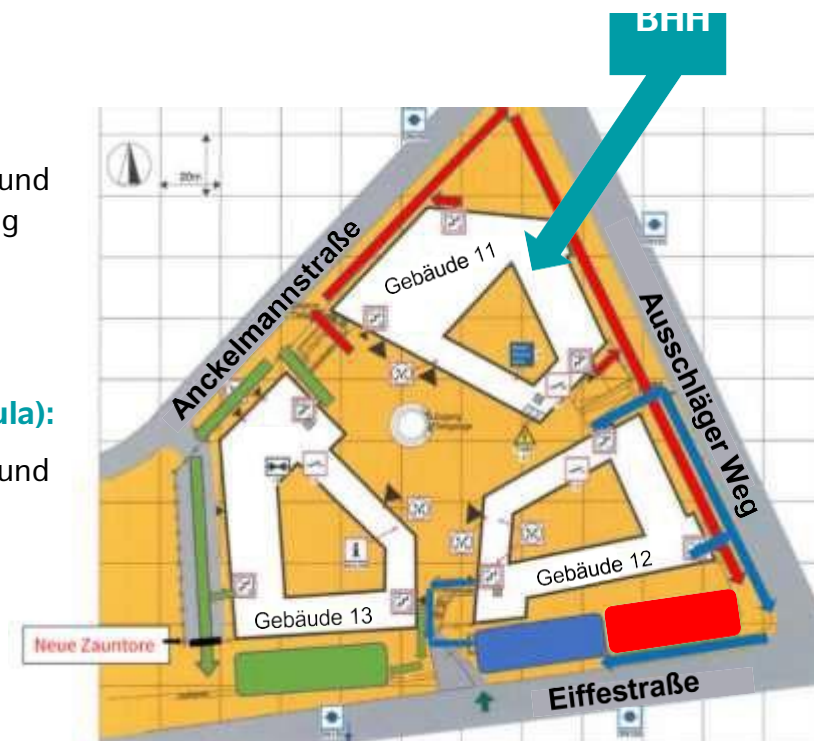 BHH
und
g
20m
Anckelmannstraße
Gebäude 11
Ausschläger Weg
ula):
und
Gebäude 12
Gebäude 13
Neue Zauntore
Eiffestraße